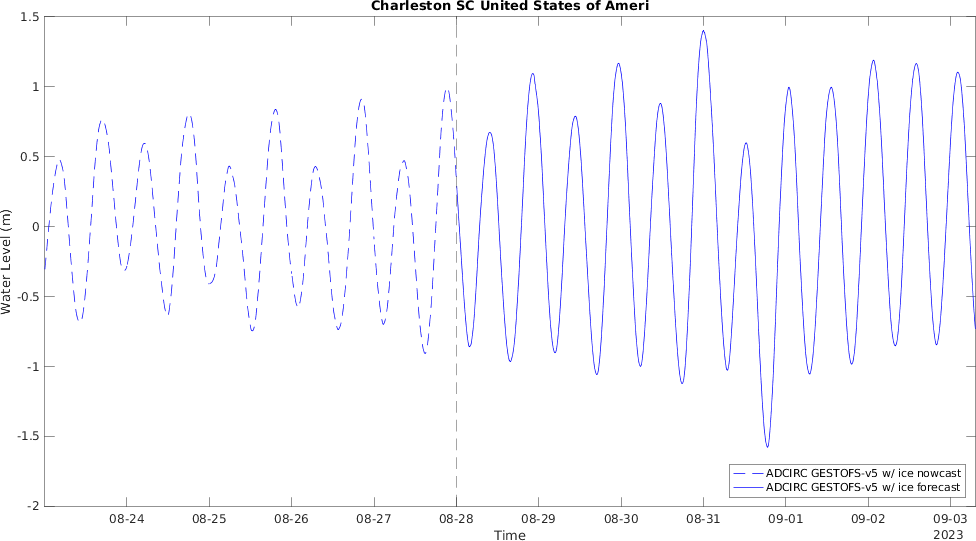 Charleston SC United States of Ameri
1.5
1
0.5
0
-0.5
-1
-1.5
-2
Water Level (m)
ADCIRC GESTOFS-v5 w/ ice nowcast
ADCIRC GESTOFS-v5 w/ ice forecast
08-24 08-25 08-26 08-27 08-28 08-29 08-30 08-31 09-01 09-02 09-03
Time
2023